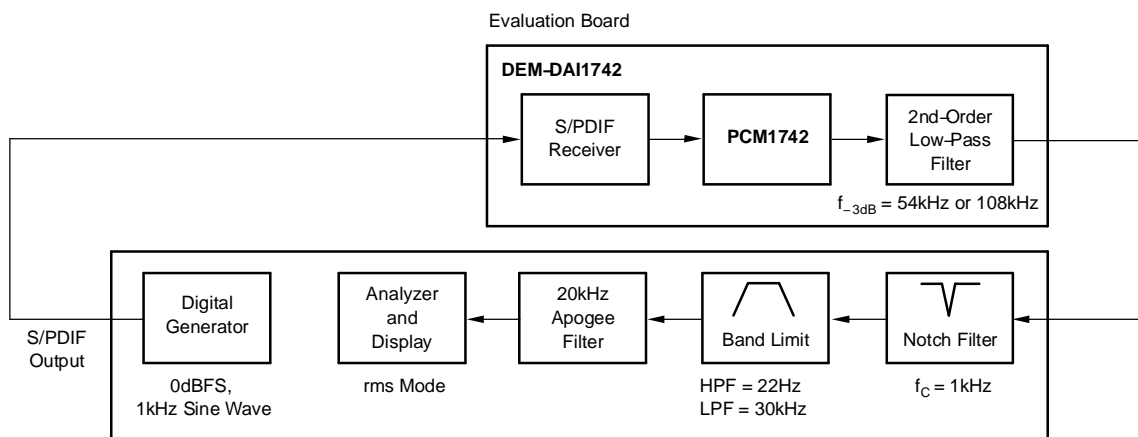 Evaluation Board
DEM–DAI1742
S/PDIF
Receiver
PCM1742
2nd-Order
Low–Pass
Filter
f–3dB = 54kHz or 108kHz
Digital
Generator
Analyzer
and
Display
20kHz
Apogee
Filter
Band Limit
Notch Filter
S/PDIF
Output
0dBFS,
1kHz Sine Wave
rms Mode
HPF = 22Hz
LPF = 30kHz
fC = 1kHz